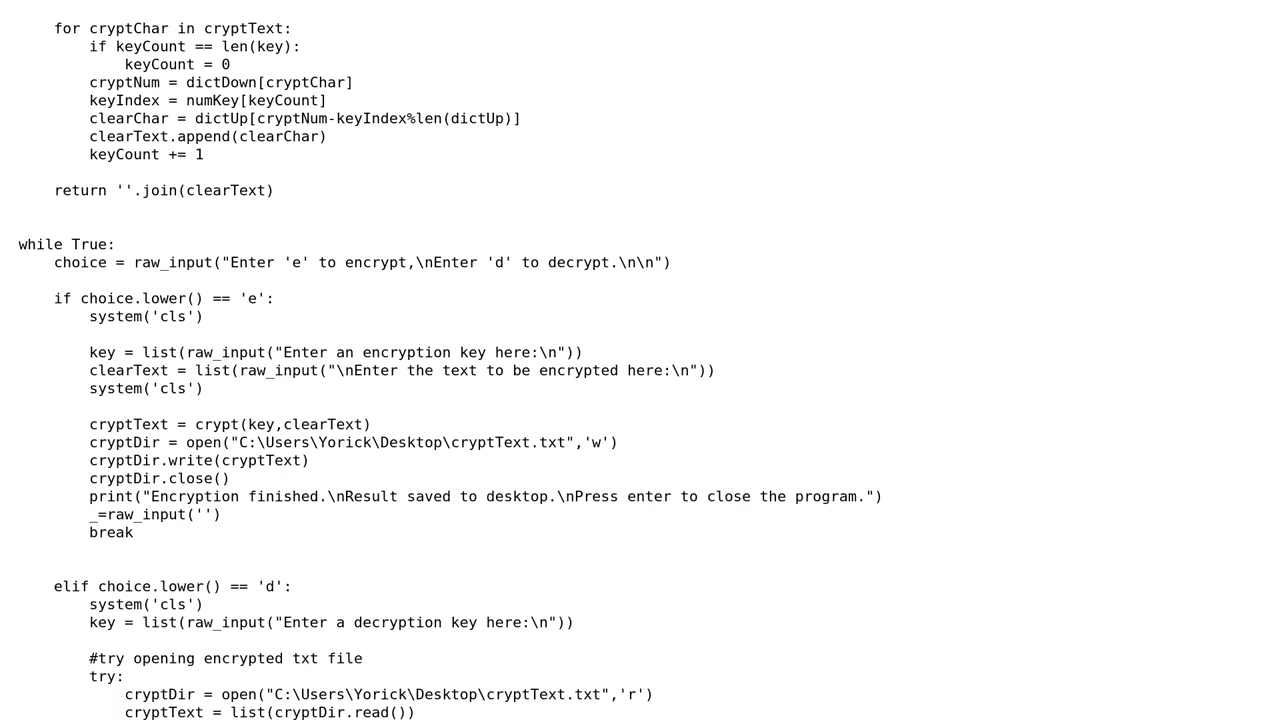 for cryptChar in cryptText:
        if keyCount == len(key):
            keyCount = 0
        cryptNum = dictDown[cryptChar]
        keyIndex = numKey[keyCount]
        clearChar = dictUp[cryptNum-keyIndex%len(dictUp)]
        clearText.append(clearChar)
        keyCount += 1

    return ''.join(clearText)


while True:
    choice = raw_input("Enter 'e' to encrypt,\nEnter 'd' to decrypt.\n\n")

    if choice.lower() == 'e':
        system('cls')

        key = list(raw_input("Enter an encryption key here:\n"))
        clearText = list(raw_input("\nEnter the text to be encrypted here:\n"))
        system('cls')

        cryptText = crypt(key,clearText)
        cryptDir = open("C:\Users\Yorick\Desktop\cryptText.txt",'w')
        cryptDir.write(cryptText)
        cryptDir.close()
        print("Encryption finished.\nResult saved to desktop.\nPress enter to close the program.")
        _=raw_input('')
        break


    elif choice.lower() == 'd':
        system('cls')
        key = list(raw_input("Enter a decryption key here:\n"))

        #try opening encrypted txt file
        try:
            cryptDir = open("C:\Users\Yorick\Desktop\cryptText.txt",'r')
            cryptText = list(cryptDir.read())